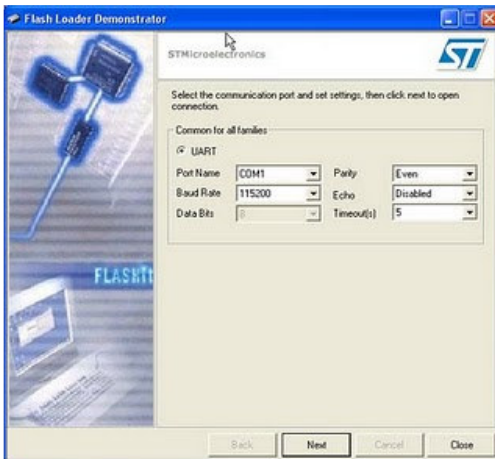 Flash Loader Demonstrator
STMicroelectronics
ST
Select the communication port and set settings, then click next to open
connection.
Common for all families
UART
Port Name COM1 Parity Even
Baud Rate 115200 Echo Disabled
Data Bits 8 Timeout(s) 5
FLASHIt
Back Next Cancel Close